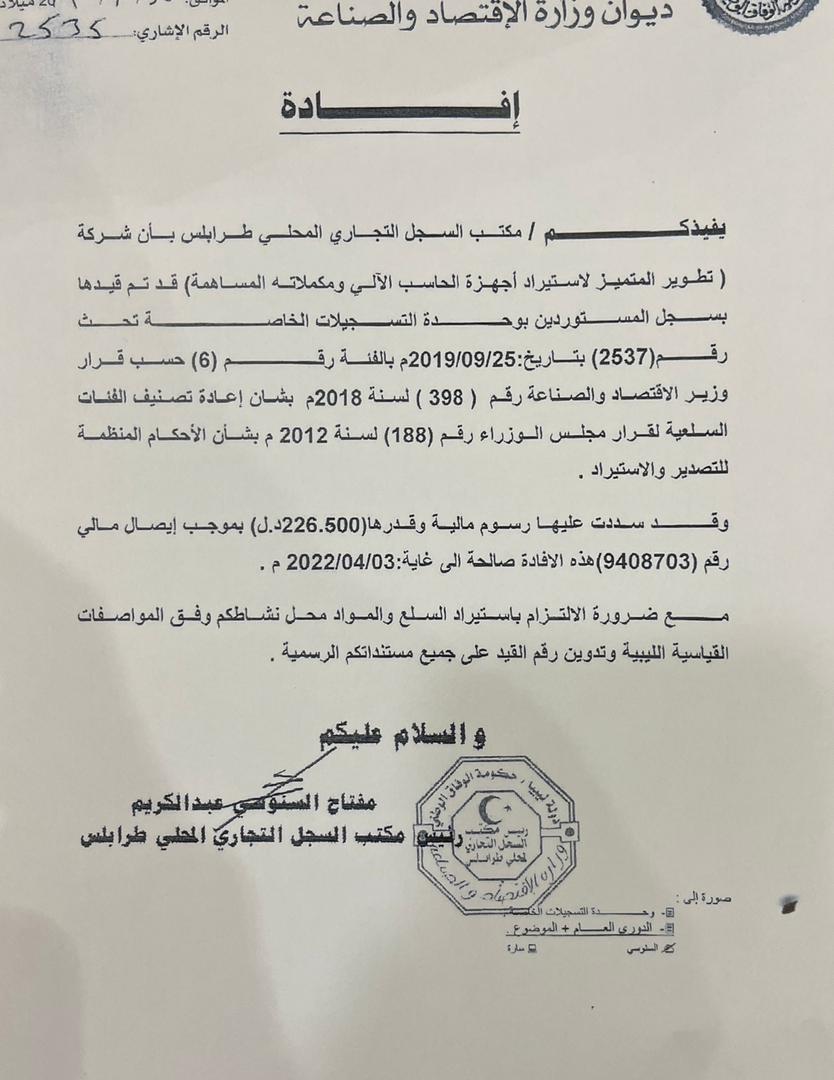 ديوان وزارة الإقتصاد والصناعة
الرقم الإشاري: 2535
إفــادة
يفيدكم / مكتب السجل التجاري المحلي طرابلس بأن شركة
( تطوير المتميز لاستيراد أجهزة الحاسب الآلي ومكملاته المساهمة) قد تم قيدها
بسجل المستوردين بوحدة التسجيلات الخاصة تحث
رقم(2537) بتاريخ:2019/09/25م بالفئة رقم (6) حسب قرار
وزير الاقتصاد والصناعة رقم ( 398 ) لسنة 2018م بشان إعادة تصنيف الفئات
السلعية لقرار مجلس الوزراء رقم (188) لسنة 2012 م بشأن الأحكام المنظمة
للتصدير والاستيراد .
وقد سددت عليها رسوم مالية وقدرها(226.500د.ل) بموجب إيصال مالي
رقم (9408703)هذه الافادة صالحة الى غاية:2022/04/03 م .
مع ضرورة الالتزام باستيراد السلع والمواد محل نشاطكم وفق المواصفات
القياسية الليبية وتدوين رقم القيد على جميع مستنداتكم الرسمية .
و السلام عليكم
مفتاح السنوسي عبدالكريم
رئيس مكتب السجل التجاري المحلي طرابلس
دولة ليبيا ، حكومة الوفاق الوطني
رئيس مكتب
السجل التجاري
لمحلي طرابلس
وزارة الإقتصاد والصناعة
صورة إلى :
- وحدة التسجيلات الخاصة.
- الدوري العام + الموضوع .
السنوسي سارة